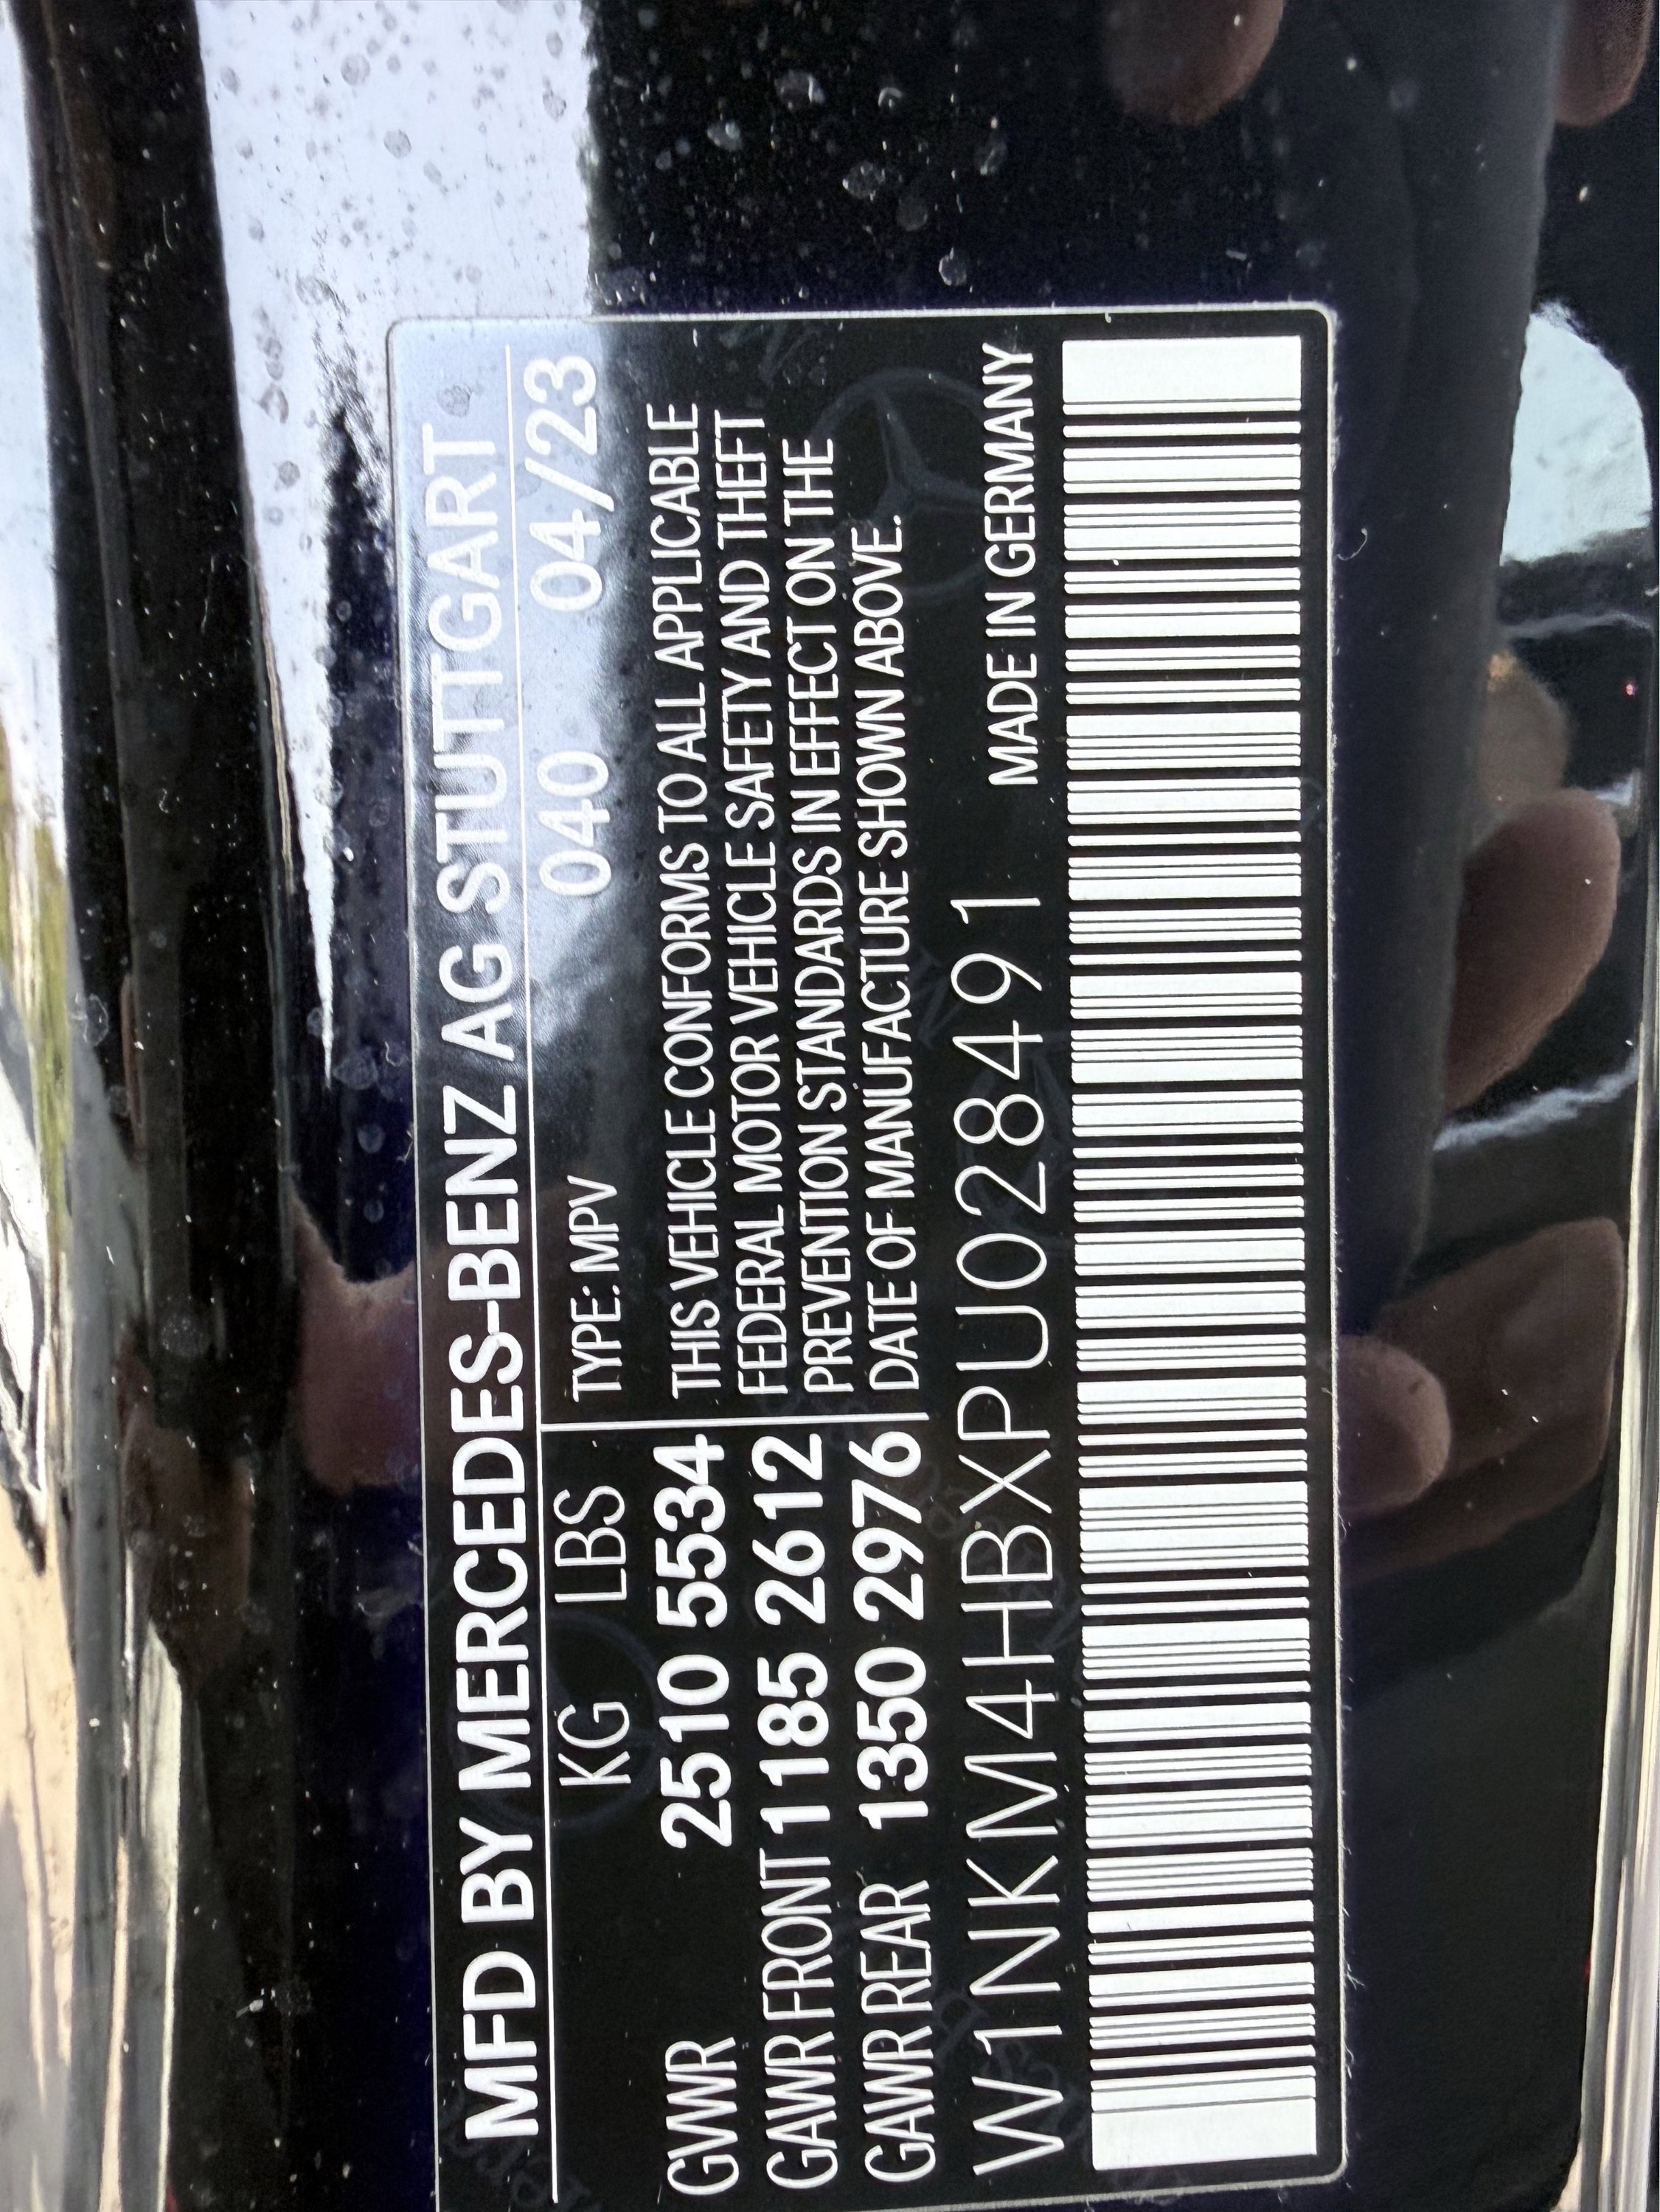 MFD BY MERCEDES-BENZ AG STUTTGART
KG LBS TYPE: MPV 040 04/23
GVWR 2510 5534 THIS VEHICLE CONFORMS TO ALL APPLICABLE
GAWR FRONT 1185 2612 FEDERAL MOTOR VEHICLE SAFETY AND THEFT
GAWR REAR 1350 2976 PREVENTION STANDARDS IN EFFECT ON THE
DATE OF MANUFACTURE SHOWN ABOVE.
W1NKM4HBXPU028491 MADE IN GERMANY